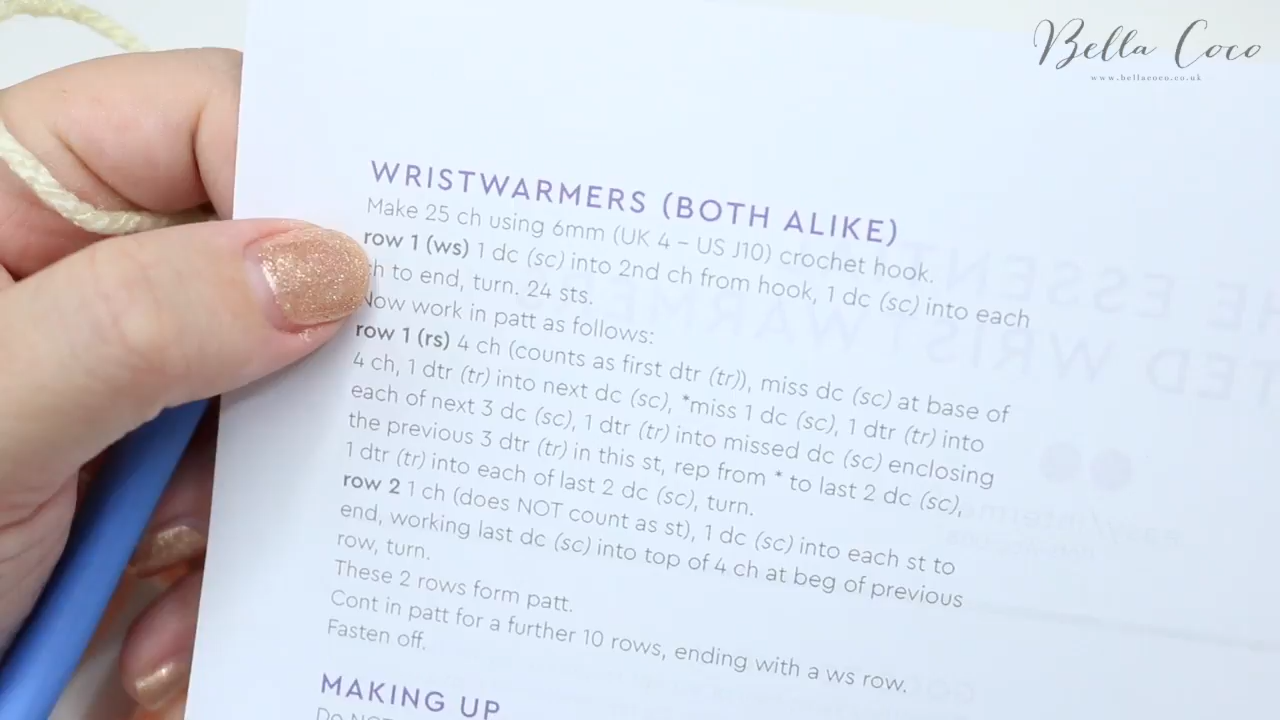 Bella Coco
www.bellacoco.co.uk
WRISTWARMERS (BOTH ALIKE)
Make 25 ch using 6mm (UK 4 – US J10) crochet hook.
row 1 (ws) 1 dc (sc) into 2nd ch from hook, 1 dc (sc) into each
ch to end, turn. 24 sts.
Now work in patt as follows:
row 1 (rs) 4 ch (counts as first dtr (tr)), miss dc (sc) at base of
4 ch, 1 dtr (tr) into next dc (sc), *miss 1 dc (sc), 1 dtr (tr) into
each of next 3 dc (sc), 1 dtr (tr) into missed dc (sc) enclosing
the previous 3 dtr (tr) in this st, rep from * to last 2 dc (sc),
1 dtr (tr) into each of last 2 dc (sc), turn.
row 2 1 ch (does NOT count as st), 1 dc (sc) into each st to
end, working last dc (sc) into top of 4 ch at beg of previous
row, turn.
These 2 rows form patt.
Cont in patt for a further 10 rows, ending with a ws row.
Fasten off.
MAKING UP
Do NOT